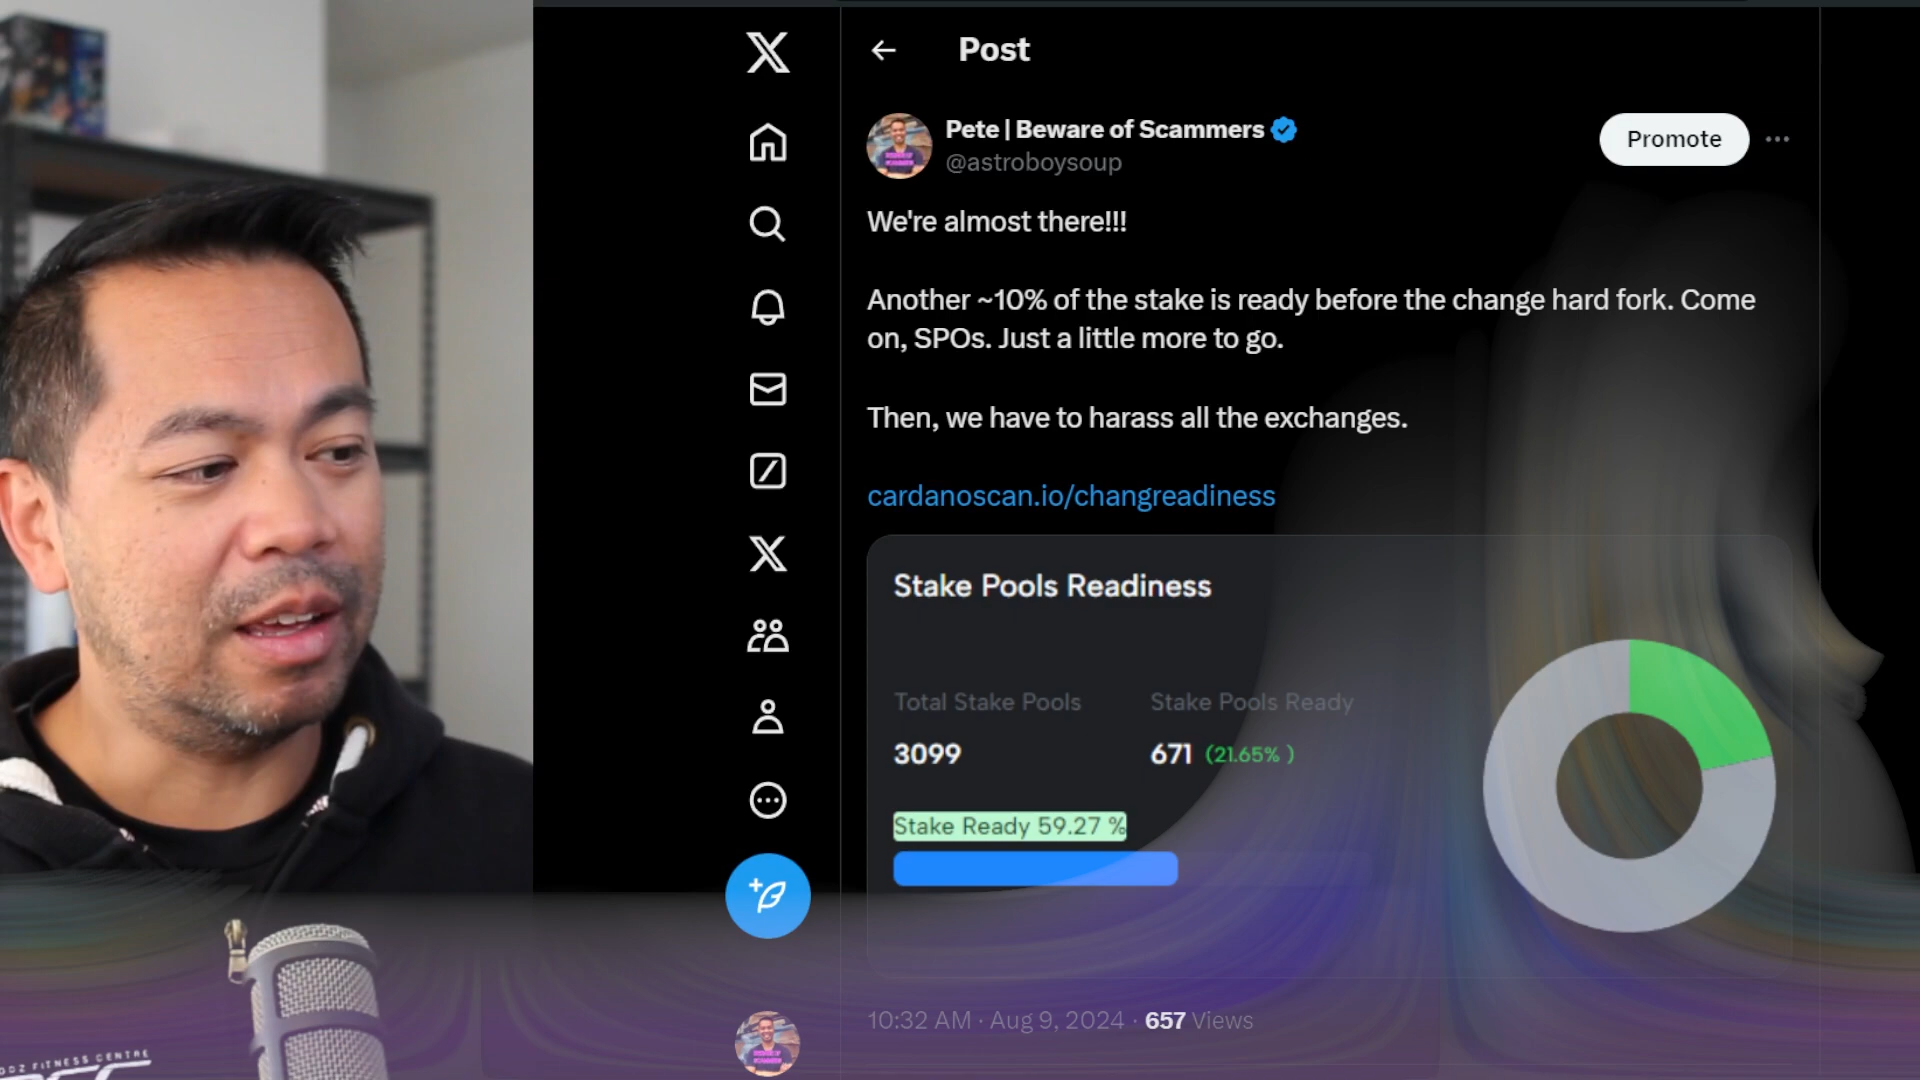 Post
Pete | Beware of Scammers
@astroboysoup
Promote
We're almost there!!!
Another ~10% of the stake is ready before the change hard fork. Come
on, SPOs. Just a little more to go.
Then, we have to harass all the exchanges.
cardanoscan.io/changreadiness
Stake Pools Readiness
Total Stake Pools
Stake Pools Ready
3099
671 (21.65% )
Stake Ready 59.27 %
10:32 AM · Aug 9, 2024 · 657 Views
FITNESS CENTRE